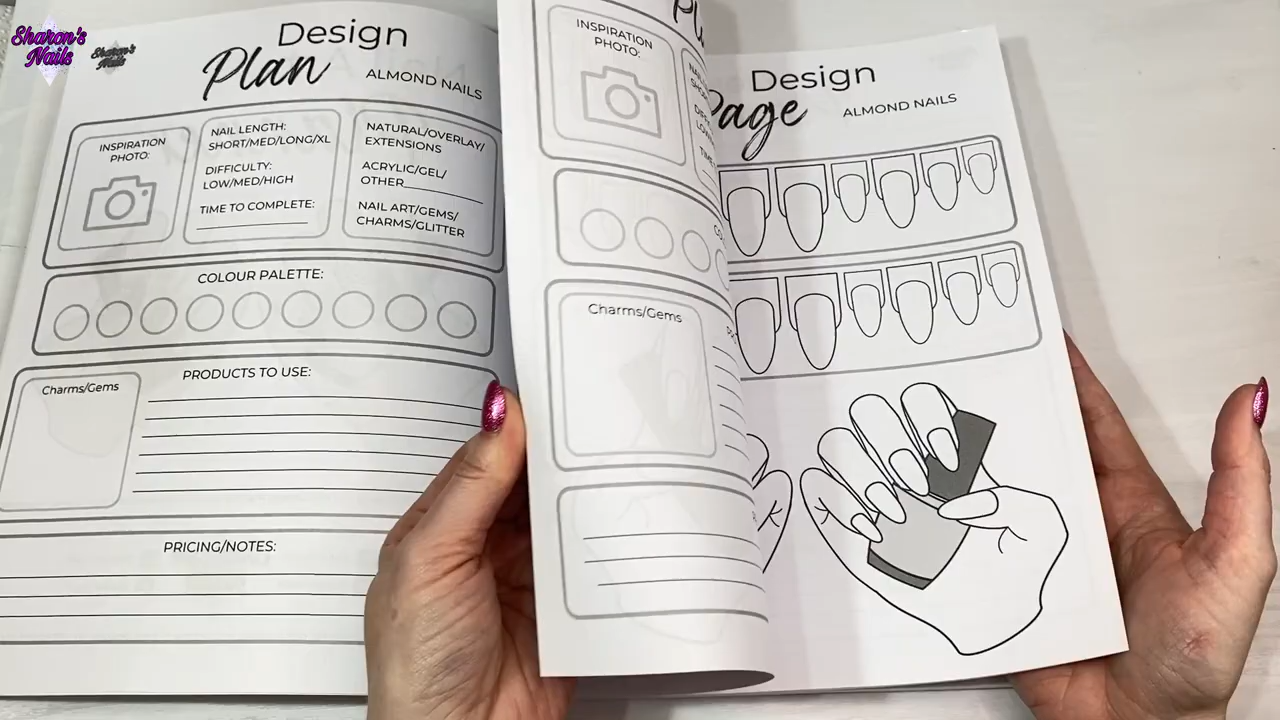 Sharon's
Nails
Sharon's
Nails
Design
Plan
ALMOND NAILS
INSPIRATION
PHOTO:
NAIL LENGTH:
SHORT/MED/LONG/XL
DIFFICULTY:
LOW/MED/HIGH
TIME TO COMPLETE:
NATURAL/OVERLAY/
EXTENSIONS
ACRYLIC/GEL/
OTHER
NAIL ART/GEMS/
CHARMS/GLITTER
COLOUR PALETTE:
Charms/Gems
PRODUCTS TO USE:
PRICING/NOTES:
INSPIRATION
PHOTO:
Charms/Gems
Design
Page
ALMOND NAILS